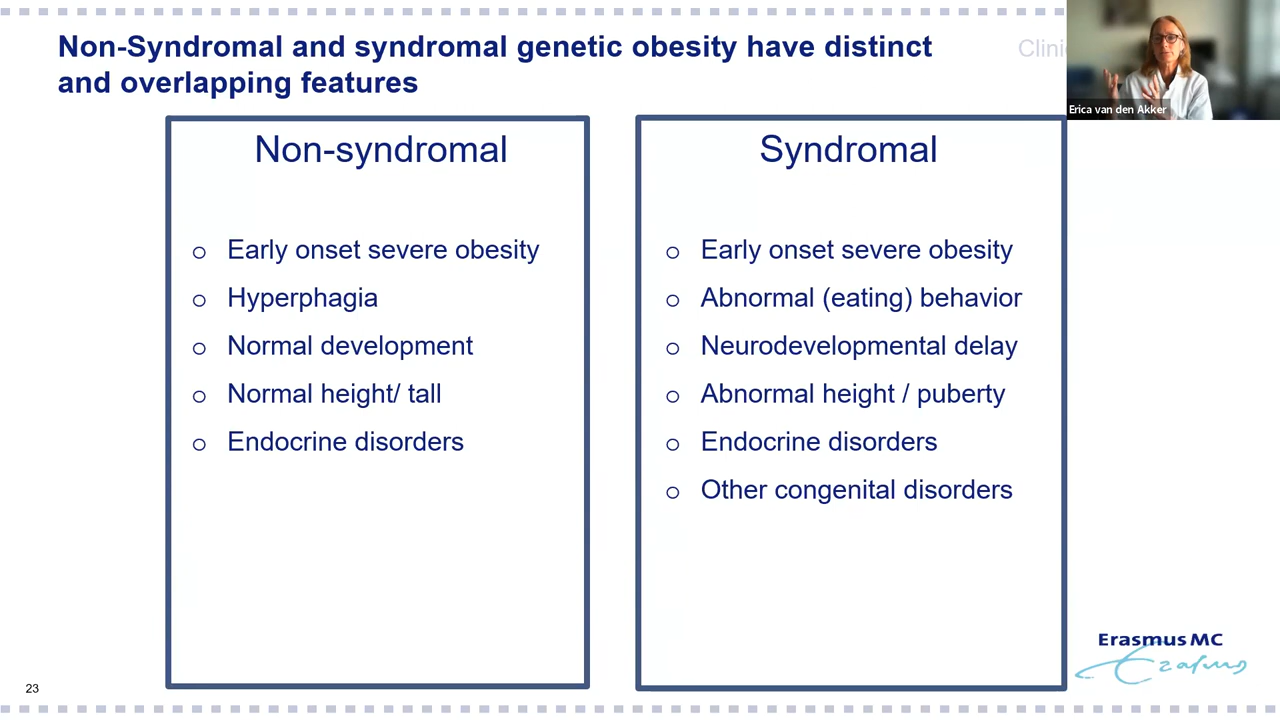 Non-Syndromal and syndromal genetic obesity have distinct
and overlapping features
Erica van den Akker
Non-syndromal
o Early onset severe obesity
o Hyperphagia
o Normal development
o Normal height/ tall
o Endocrine disorders
Syndromal
o Early onset severe obesity
o Abnormal (eating) behavior
o Neurodevelopmental delay
o Abnormal height / puberty
o Endocrine disorders
o Other congenital disorders
Erasmus MC
Erasmus
23